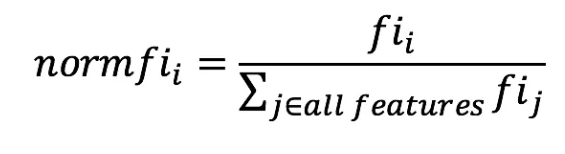 normfi_i = fi_i / ∑_{j∈all features} fi_j